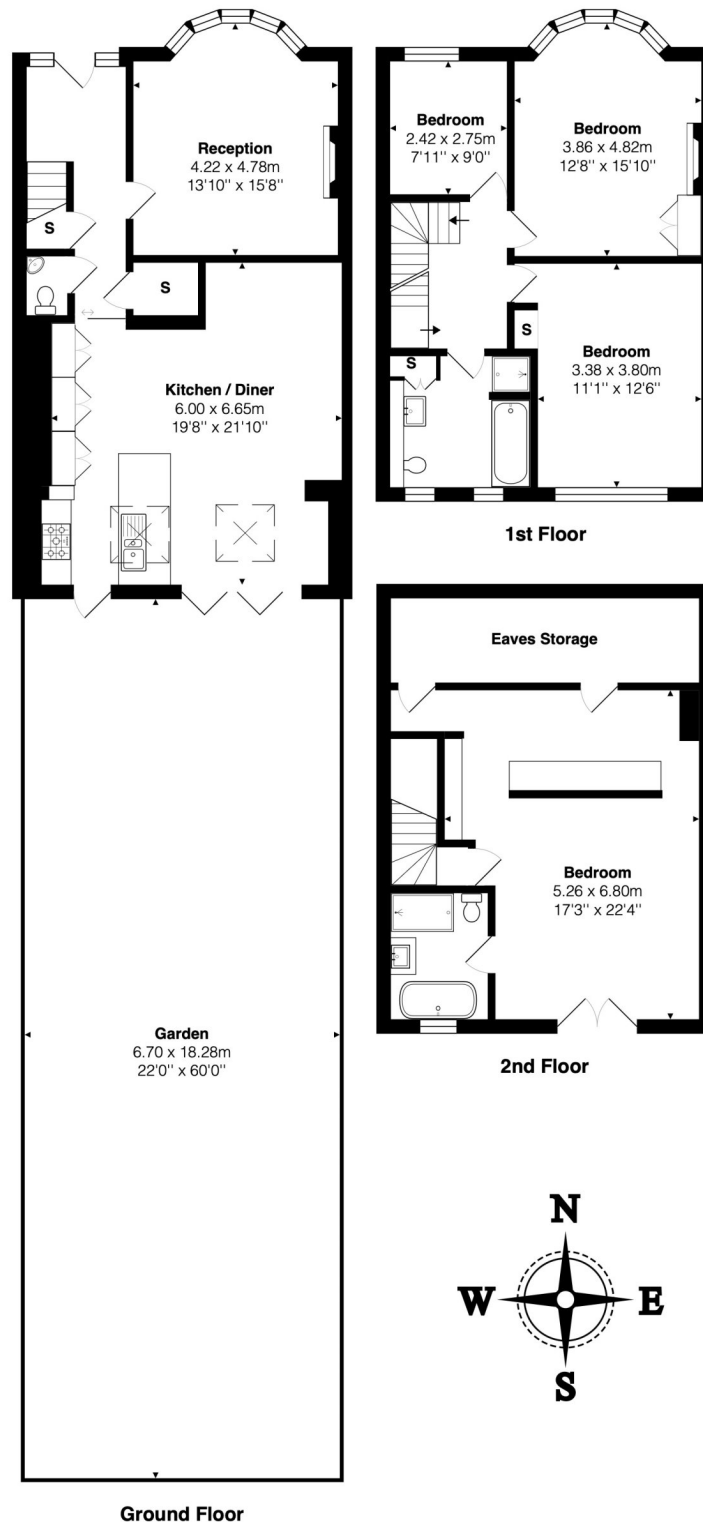 Reception
4.22 x 4.78m
13'10'' x 15'8''
S
S
Kitchen / Diner
6.00 x 6.65m
19'8'' x 21'10''
Garden
6.70 x 18.28m
22'0'' x 60'0''
Ground Floor
Bedroom
2.42 x 2.75m
7'11'' x 9'0''
Bedroom
3.86 x 4.82m
12'8'' x 15'10''
S
S
Bedroom
3.38 x 3.80m
11'1'' x 12'6''
1st Floor
Eaves Storage
Bedroom
5.26 x 6.80m
17'3'' x 22'4''
2nd Floor
N
W
E
S